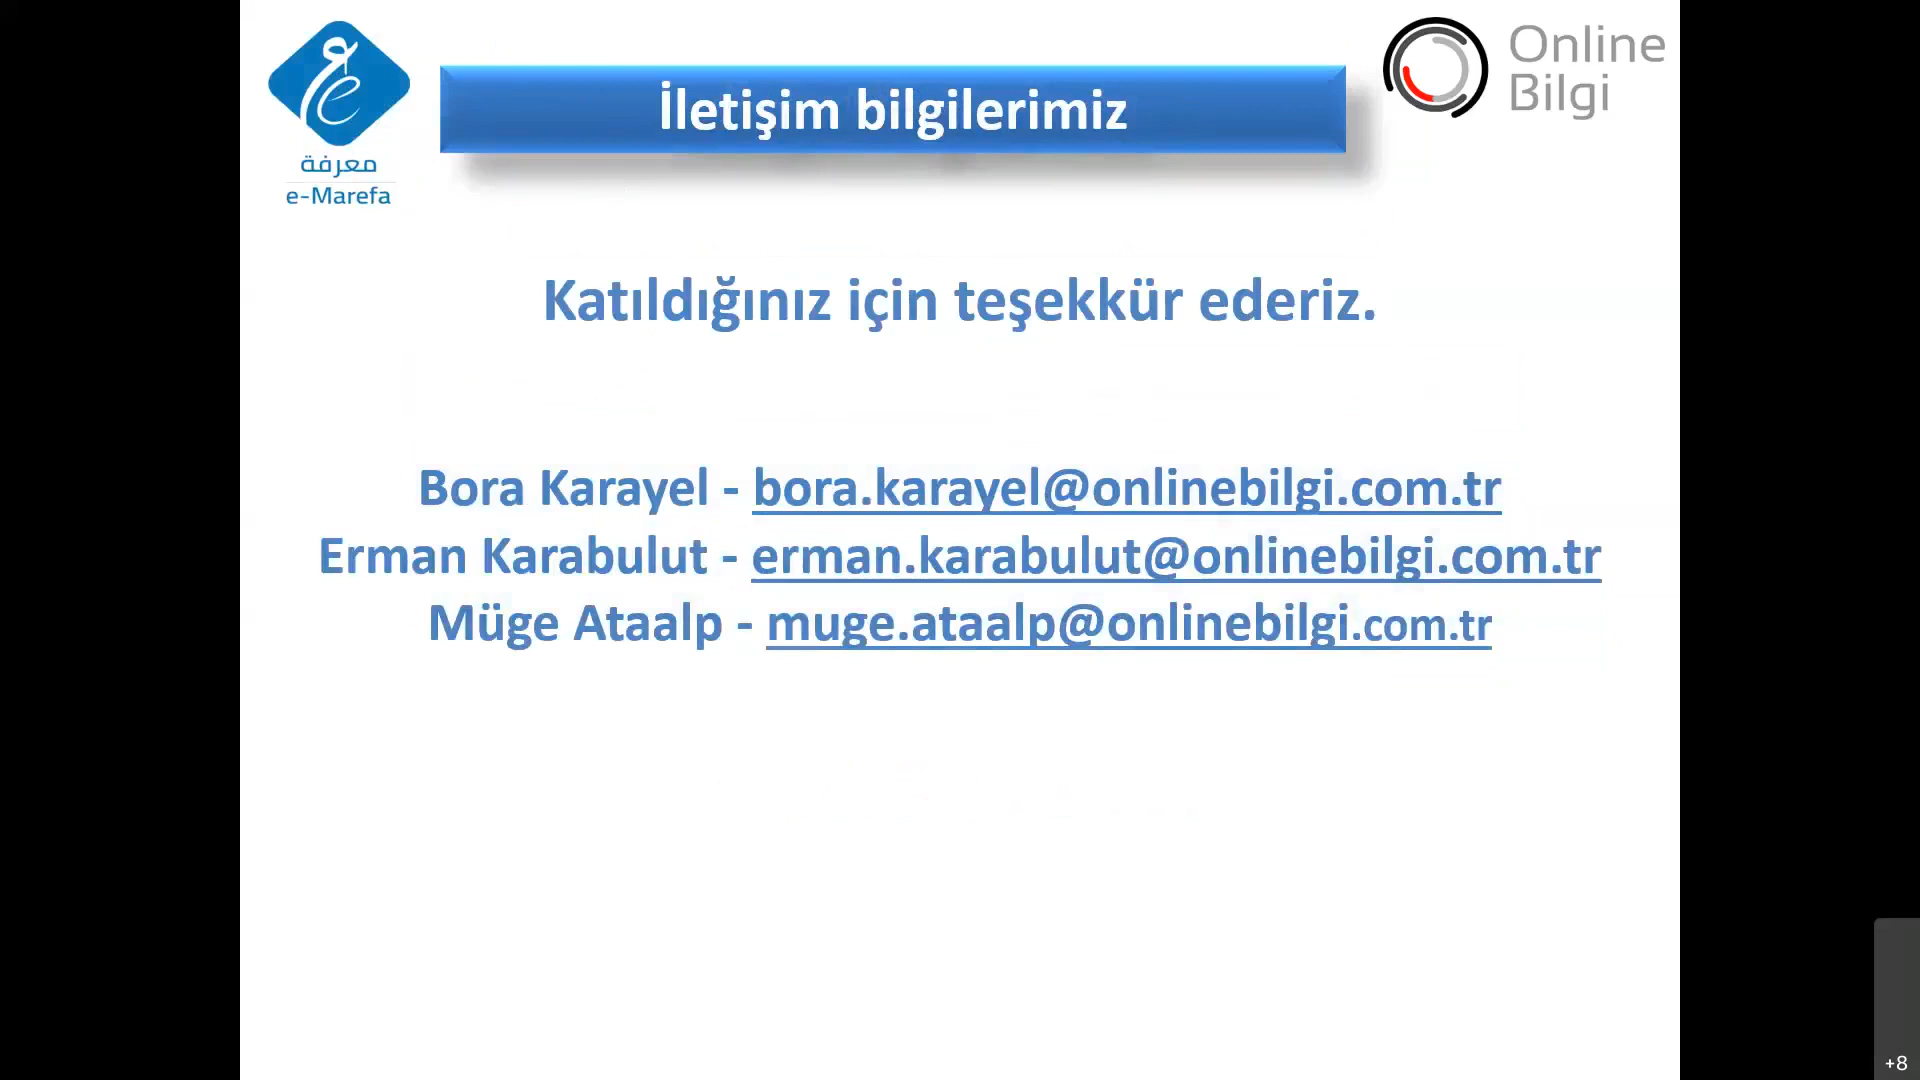 معرفة
e-Marefa
İletişim bilgilerimiz
Online
Bilgi
Katıldığınız için teşekkür ederiz.
Bora Karayel - bora.karayel@onlinebilgi.com.tr
Erman Karabulut - erman.karabulut@onlinebilgi.com.tr
Müge Ataalp - muge.ataalp@onlinebilgi.com.tr
+8